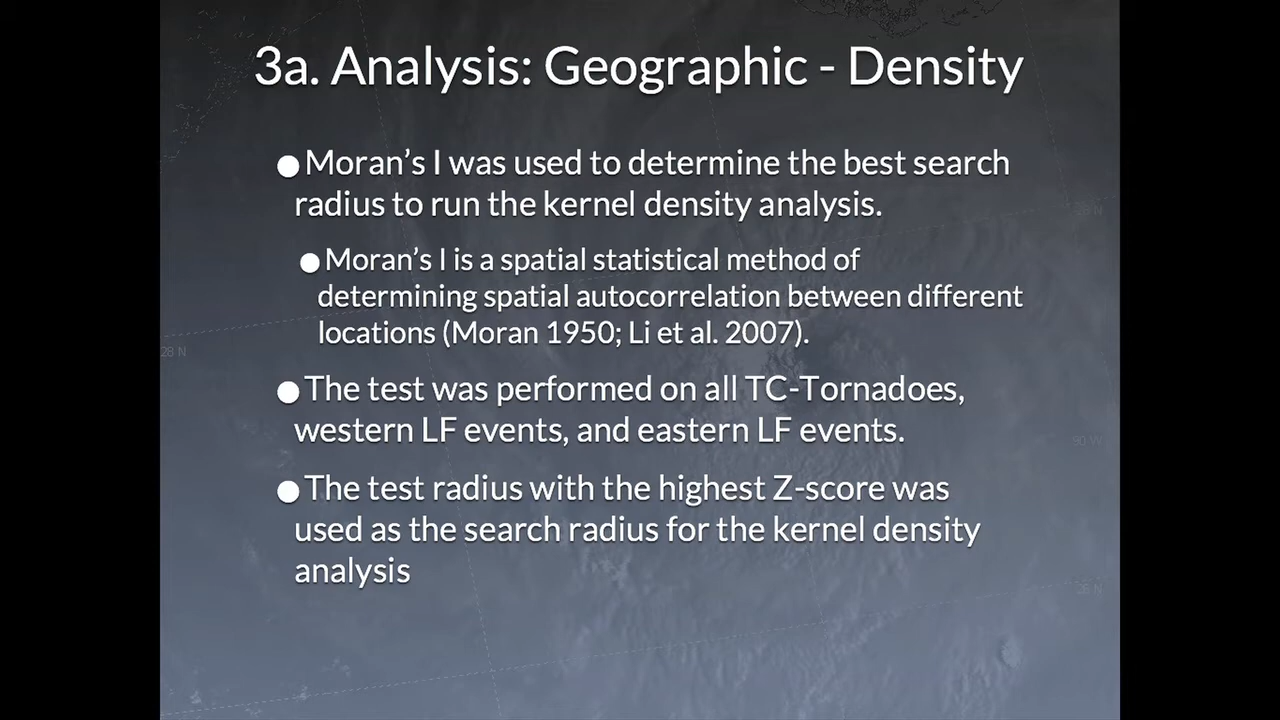 3a. Analysis: Geographic - Density
●Moran's I was used to determine the best search
radius to run the kernel density analysis.
●Moran's I is a spatial statistical method of
determining spatial autocorrelation between different
locations (Moran 1950; Li et al. 2007).
28 N
●The test was performed on all TC-Tornadoes,
western LF events, and eastern LF events.
90 W
●The test radius with the highest Z-score was
used as the search radius for the kernel density
analysis
26 N